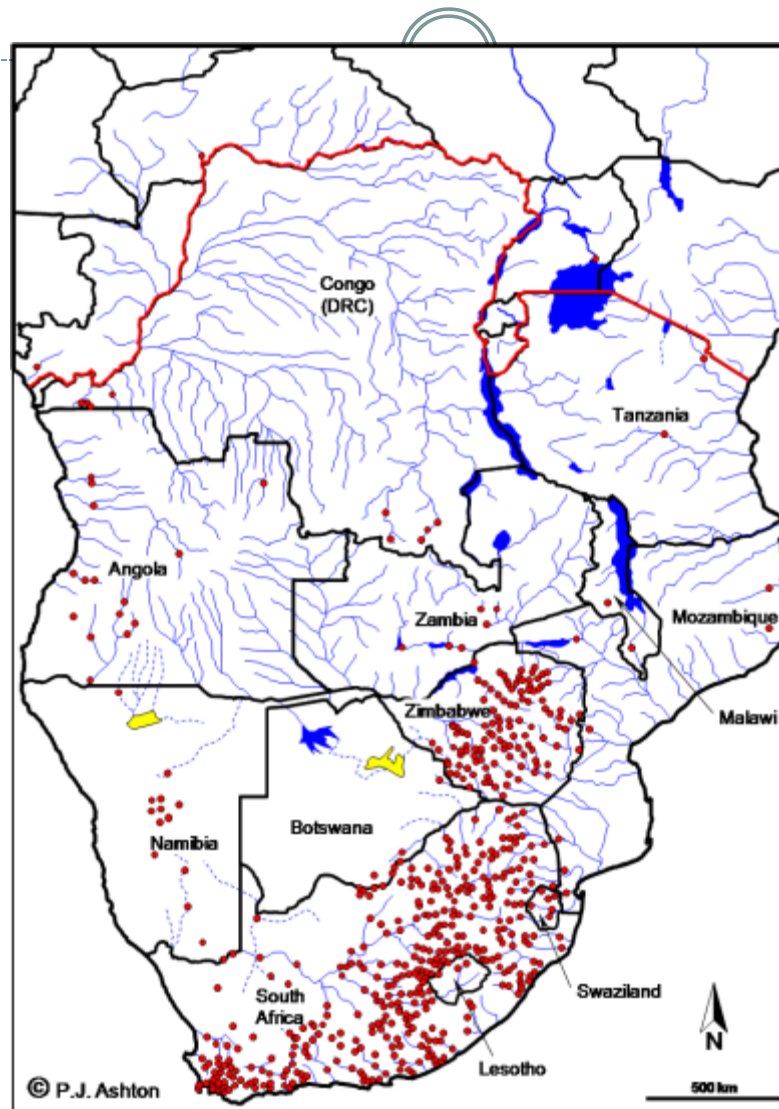 Congo
(DRC)
Tanzania
Angola
Zambia
Mozambique
Malawi
Zimbabwe
Botswana
Namibia
Swaziland
South
Africa
Lesotho
N
© P.J. Ashton
500 km